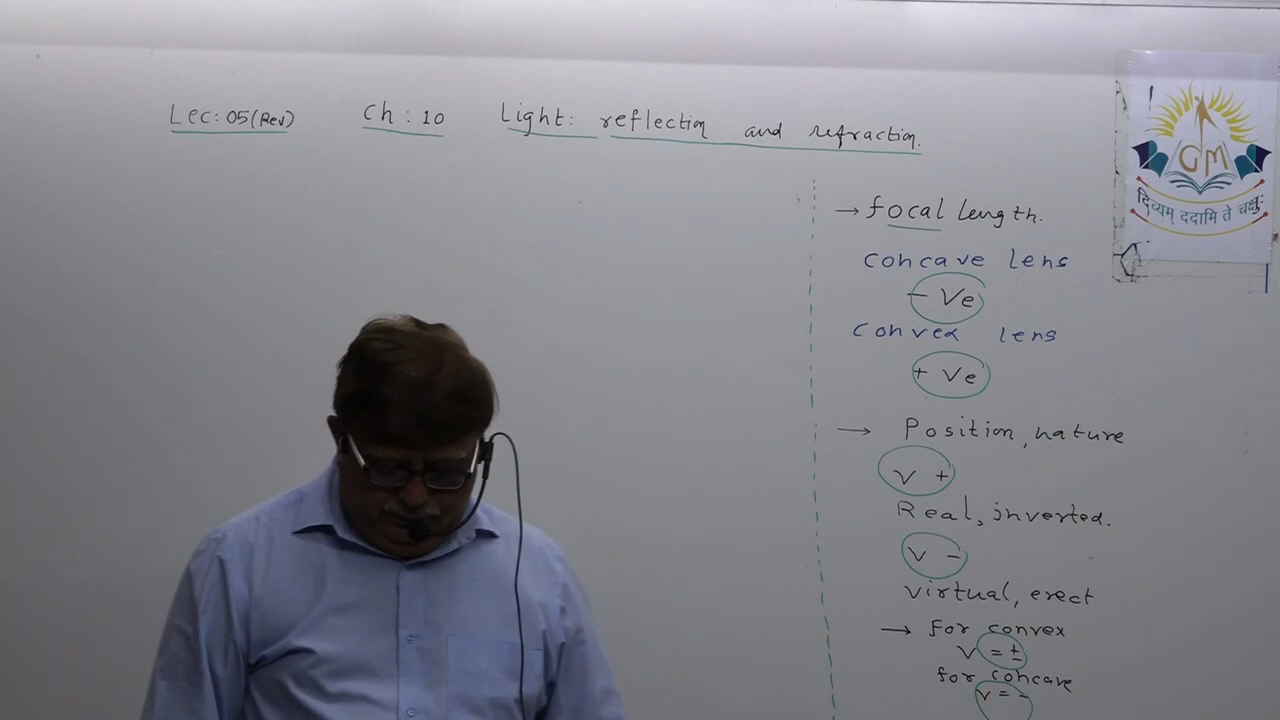 Lec: 05(Rev) Ch : 10 Light: reflection and refraction.
GM
दिव्यम् ददामि ते चक्षुः
→ focal length.
concave lens
- Ve
convex lens
+ Ve
→ Position, nature
v +
Real, inverted.
v -
virtual, erect
→ for convex
v = ±
for concave
v = -